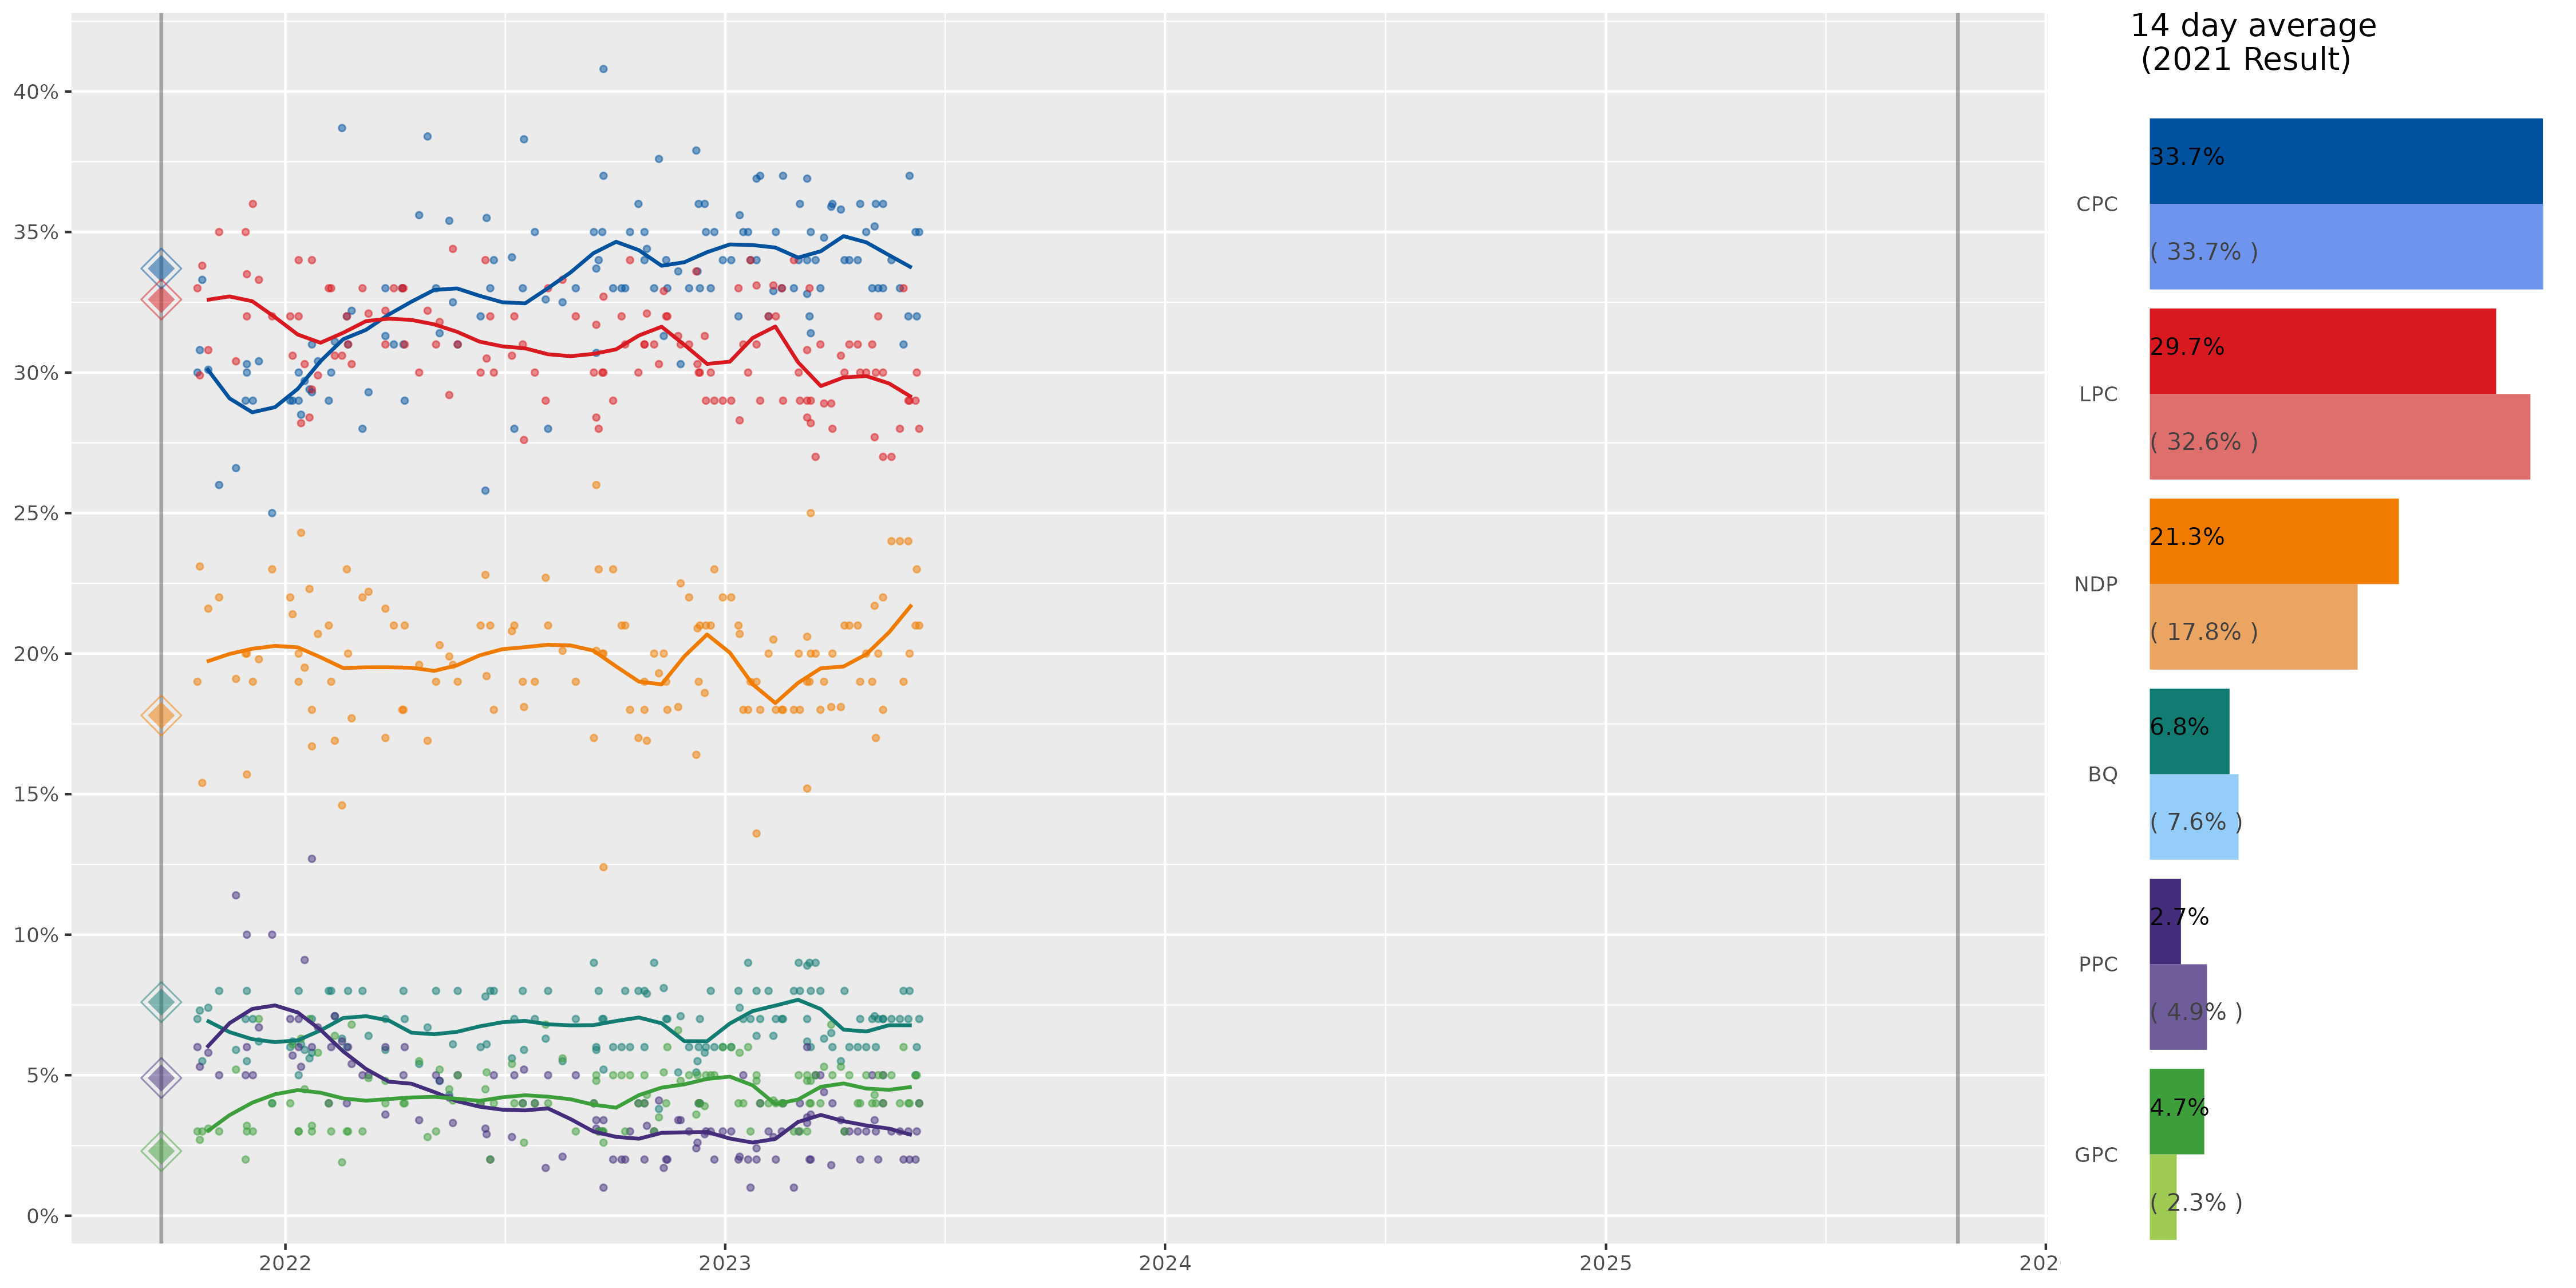 14 day average
(2021 Result)
40%
35%
30%
25%
20%
15%
10%
5%
0%
2022
2023
2024
2025
202
CPC
33.7%
( 33.7% )
LPC
29.7%
( 32.6% )
NDP
21.3%
( 17.8% )
BQ
6.8%
( 7.6% )
PPC
2.7%
( 4.9% )
GPC
4.7%
( 2.3% )